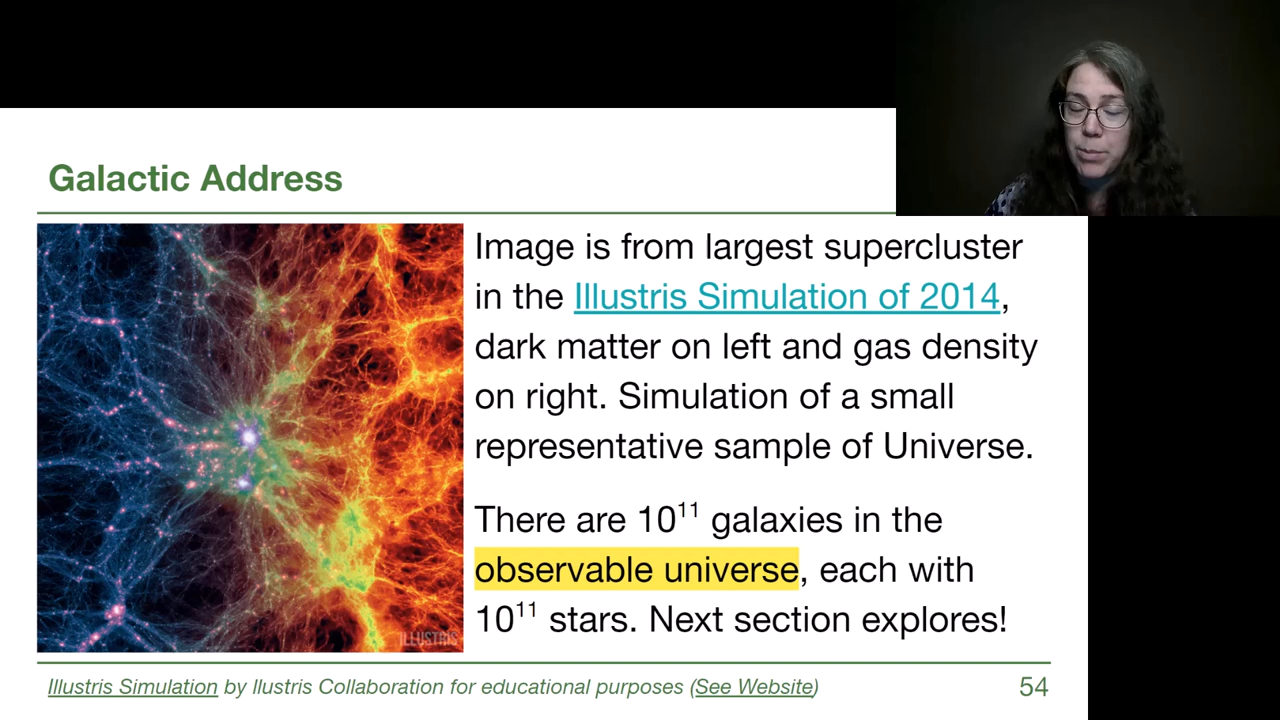 Galactic Address
Image is from largest supercluster
in the Illustris Simulation of 2014,
dark matter on left and gas density
on right. Simulation of a small
representative sample of Universe.
There are 10¹¹ galaxies in the
observable universe, each with
10¹¹ stars. Next section explores!
ILLUSTRIS
Illustris Simulation by Ilustris Collaboration for educational purposes (See Website)
54